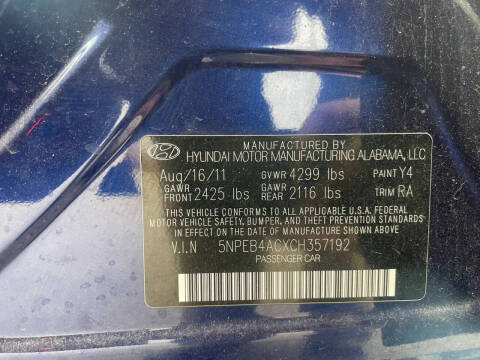 MANUFACTURED BY
HYUNDAI MOTOR MANUFACTURING ALABAMA, LLC
Aug/16/11 GVWR 4299 lbs PAINT Y4
GAWR FRONT 2425 lbs GAWR REAR 2116 lbs TRIM RA
THIS VEHICLE CONFORMS TO ALL APPLICABLE U.S.A FEDERAL
MOTOR VEHICLE SAFETY, BUMPER, AND THEFT PREVENTION STANDARDS
IN EFFECT ON THE DATE OF MANUFACTURE SHOWN ABOVE
V.I.N 5NPEB4ACXCH357192
PASSENGER CAR